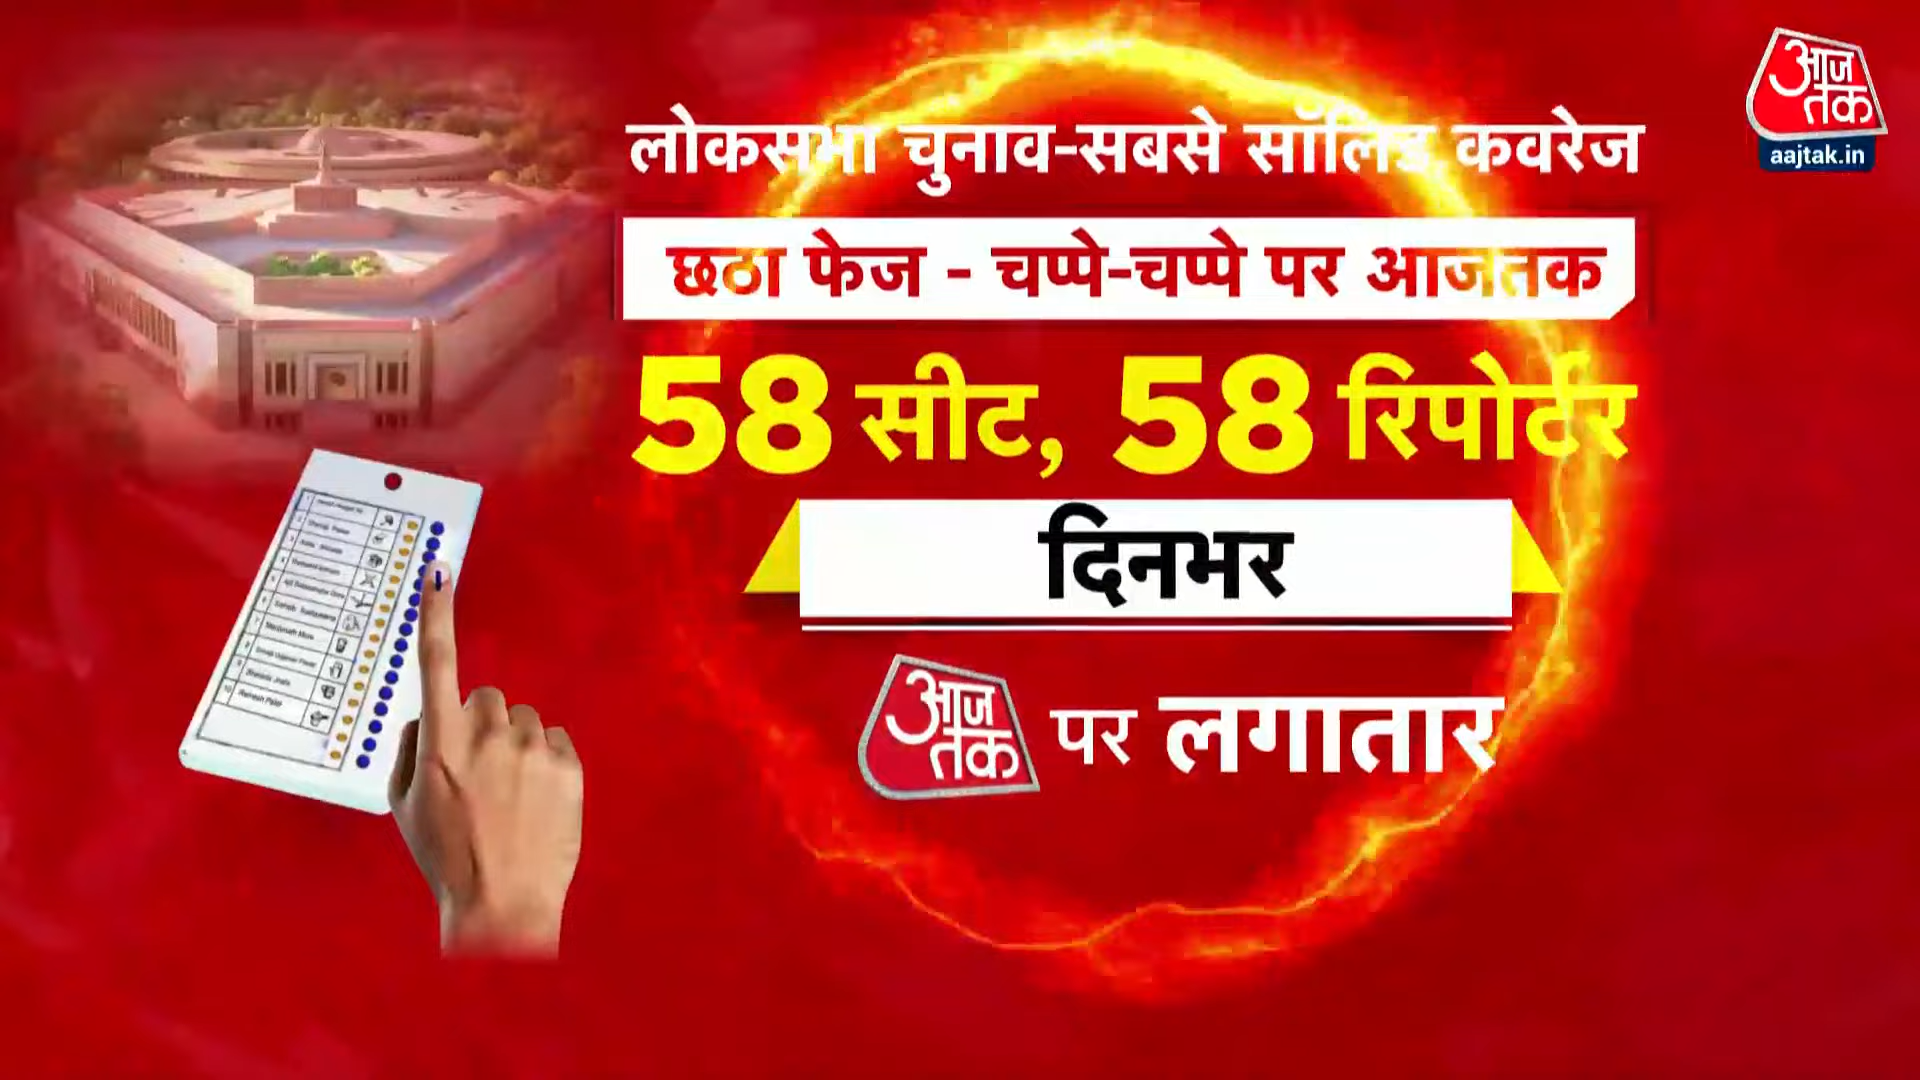 आज
तक
aajtak.in
लोकसभा चुनाव-सबसे सॉलिड कवरेज
छठा फेज - चप्पे-चप्पे पर आजतक
58 सीट, 58 रिपोर्टर
दिनभर
आज
तक
पर लगातार